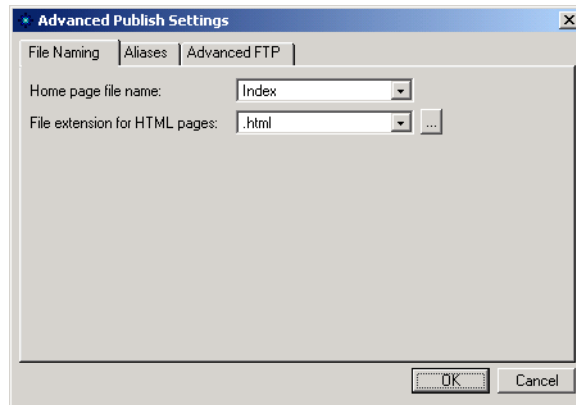 Advanced Publish Settings
File Naming Aliases Advanced FTP
Home page file name: Index
File extension for HTML pages: .html ...
OK Cancel